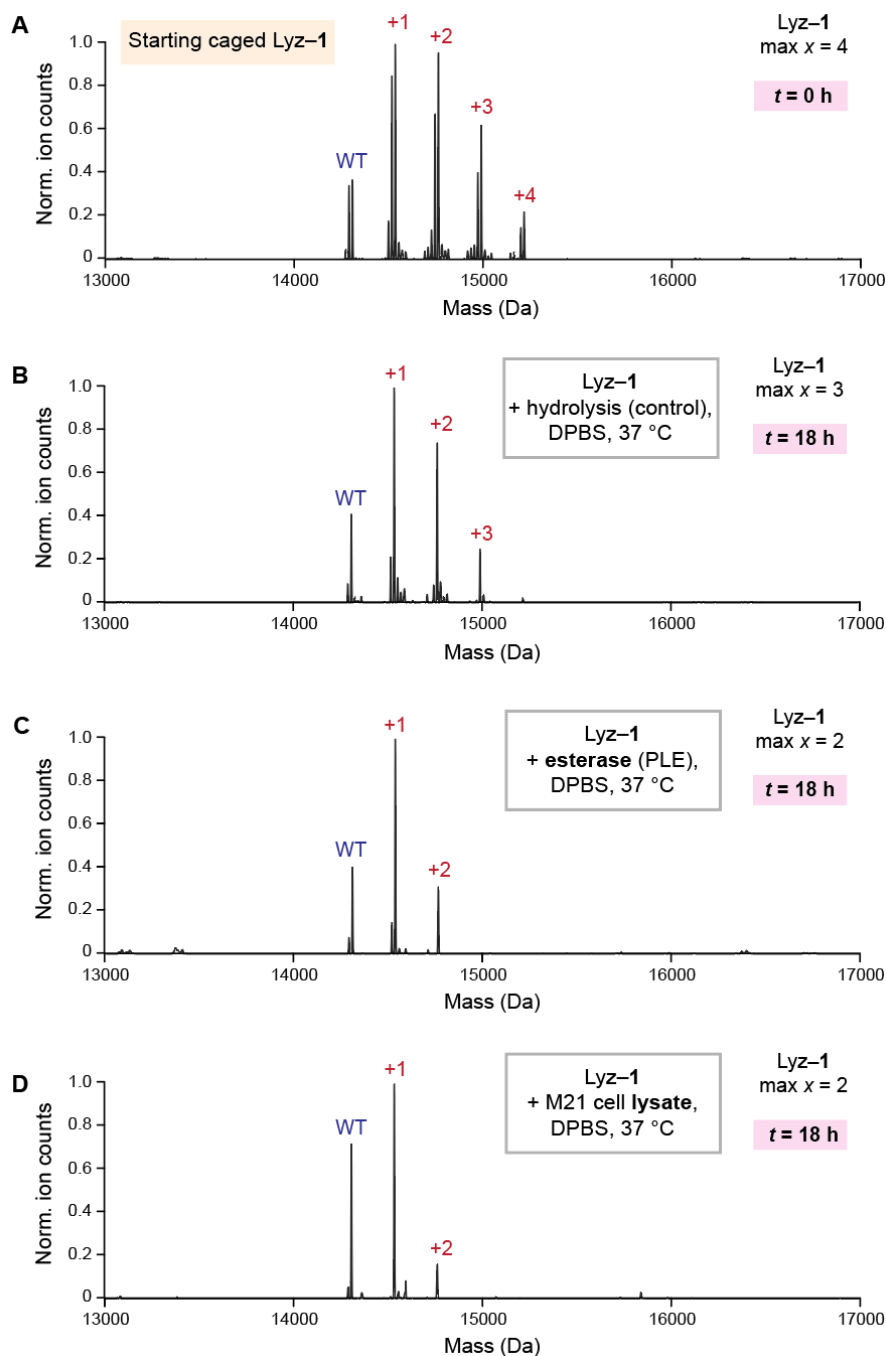 A
Starting caged Lyz–1
Lyz–1
max x = 4
t = 0 h
Norm. ion counts
1.0
0.8
0.6
0.4
0.2
0
WT
+1
+2
+3
+4
13000
14000
15000
16000
17000
Mass (Da)
B
Lyz–1
+ hydrolysis (control),
DPBS, 37 °C
Lyz–1
max x = 3
t = 18 h
Norm. ion counts
1.0
0.8
0.6
0.4
0.2
0
WT
+1
+2
+3
13000
14000
15000
16000
17000
Mass (Da)
C
Lyz–1
+ esterase (PLE),
DPBS, 37 °C
Lyz–1
max x = 2
t = 18 h
Norm. ion counts
1.0
0.8
0.6
0.4
0.2
0
WT
+1
+2
13000
14000
15000
16000
17000
Mass (Da)
D
Lyz–1
+ M21 cell lysate,
DPBS, 37 °C
Lyz–1
max x = 2
t = 18 h
Norm. ion counts
1.0
0.8
0.6
0.4
0.2
0
WT
+1
+2
13000
14000
15000
16000
17000
Mass (Da)